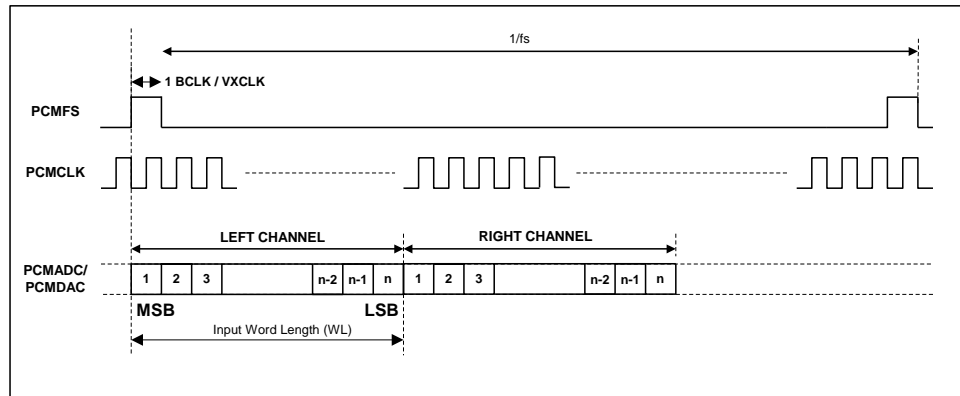 1/fs
1 BCLK / VXCLK
PCMFS
PCMCLK
LEFT CHANNEL
RIGHT CHANNEL
PCMADC/
PCMDAC
1 2 3 n-2 n-1 n 1 2 3 n-2 n-1 n
MSB LSB
Input Word Length (WL)